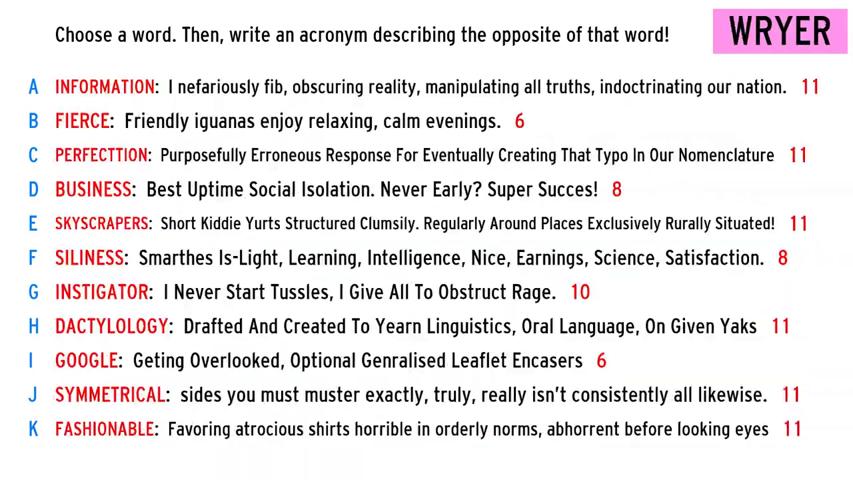 Choose a word. Then, write an acronym describing the opposite of that word!
WRYER
A INFORMATION: I nefariously fib, obscuring reality, manipulating all truths, indoctrinating our nation. 11
B FIERCE: Friendly iguanas enjoy relaxing, calm evenings. 6
C PERFECTTION: Purposefully Erroneous Response For Eventually Creating That Typo In Our Nomenclature 11
D BUSINESS: Best Uptime Social Isolation. Never Early? Super Succes! 8
E SKYSCRAPERS: Short Kiddie Yurts Structured Clumsily. Regularly Around Places Exclusively Rurally Situated! 11
F SILINESS: Smarthes Is-Light, Learning, Intelligence, Nice, Earnings, Science, Satisfaction. 8
G INSTIGATOR: I Never Start Tussles, I Give All To Obstruct Rage. 10
H DACTYLOLOGY: Drafted And Created To Yearn Linguistics, Oral Language, On Given Yaks 11
I GOOGLE: Geting Overlooked, Optional Genralised Leaflet Encasers 6
J SYMMETRICAL: sides you must muster exactly, truly, really isn't consistently all likewise. 11
K FASHIONABLE: Favoring atrocious shirts horrible in orderly norms, abhorrent before looking eyes 11